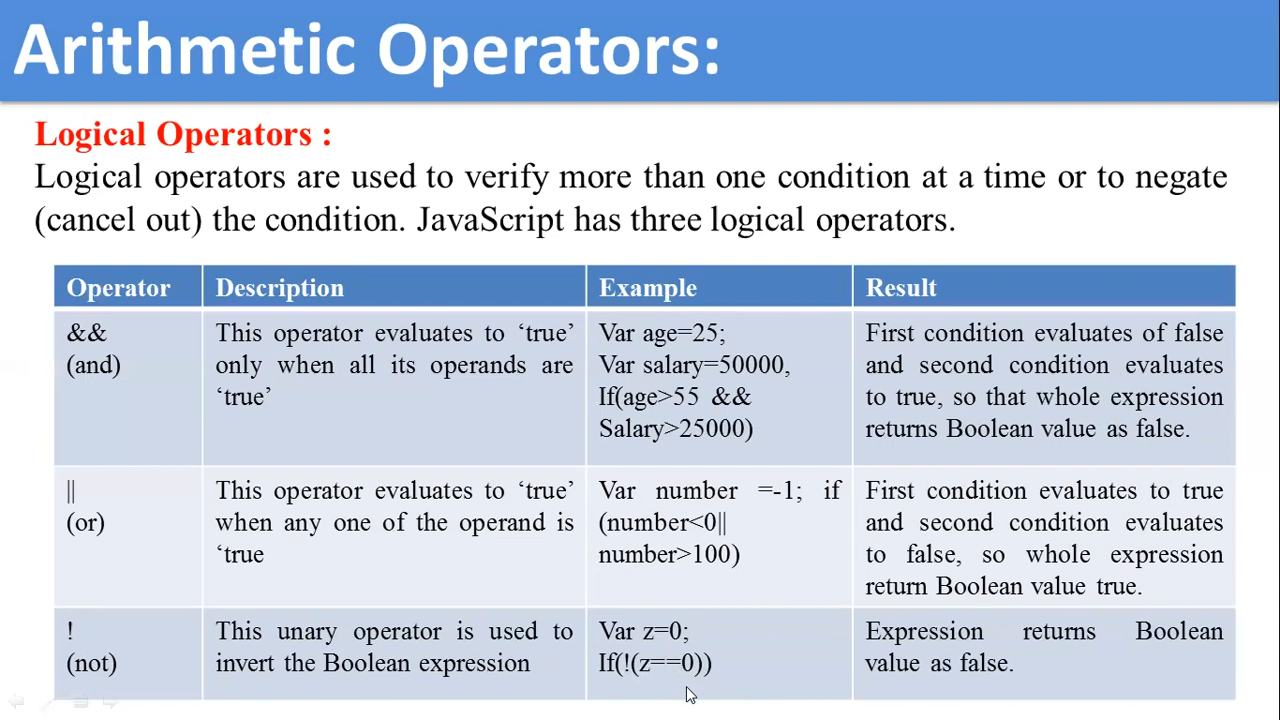 Arithmetic Operators:
Logical Operators :
Logical operators are used to verify more than one condition at a time or to negate
(cancel out) the condition. JavaScript has three logical operators.
Operator Description Example Result
&&
(and)
This operator evaluates to ‘true’
only when all its operands are
‘true’
Var age=25;
Var salary=50000,
If(age>55 &&
Salary>25000)
First condition evaluates of false
and second condition evaluates
to true, so that whole expression
returns Boolean value as false.
||
(or)
This operator evaluates to ‘true’
when any one of the operand is
‘true
Var number =-1; if
(number<0||
number>100)
First condition evaluates to true
and second condition evaluates
to false, so whole expression
return Boolean value true.
!
(not)
This unary operator is used to
invert the Boolean expression
Var z=0;
If(!(z==0))
Expression returns Boolean
value as false.